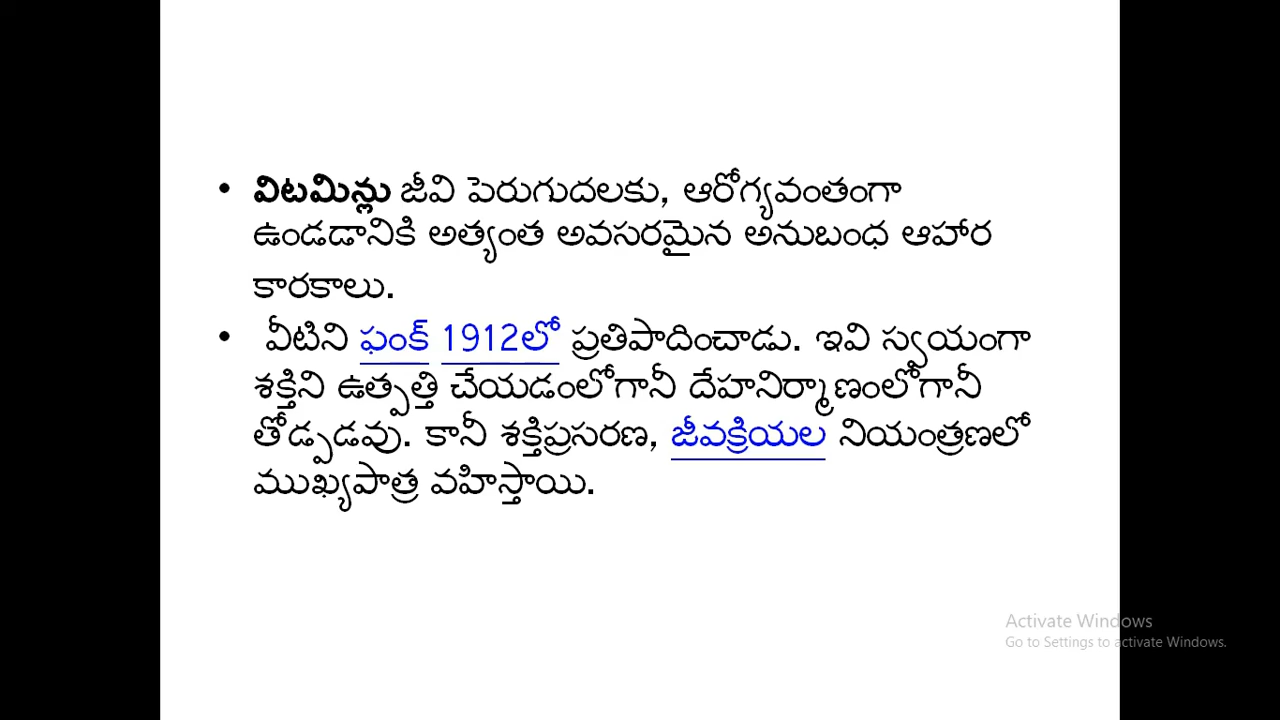 • విటమిన్లు జీవి పెరుగుదలకు, ఆరోగ్యవంతంగా
ఉండడానికి అత్యంత అవసరమైన అనుబంధ ఆహార
కారకాలు.
• వీటిని ఫంక్ 1912లో ప్రతిపాదించాడు. ఇవి స్వయంగా
శక్తిని ఉత్పత్తి చేయడంలోగానీ దేహనిర్మాణంలోగానీ
తోడ్పడవు. కానీ శక్తిప్రసరణ, జీవక్రియల నియంత్రణలో
ముఖ్యపాత్ర వహిస్తాయి.
Activate Windows
Go to Settings to activate Windows.